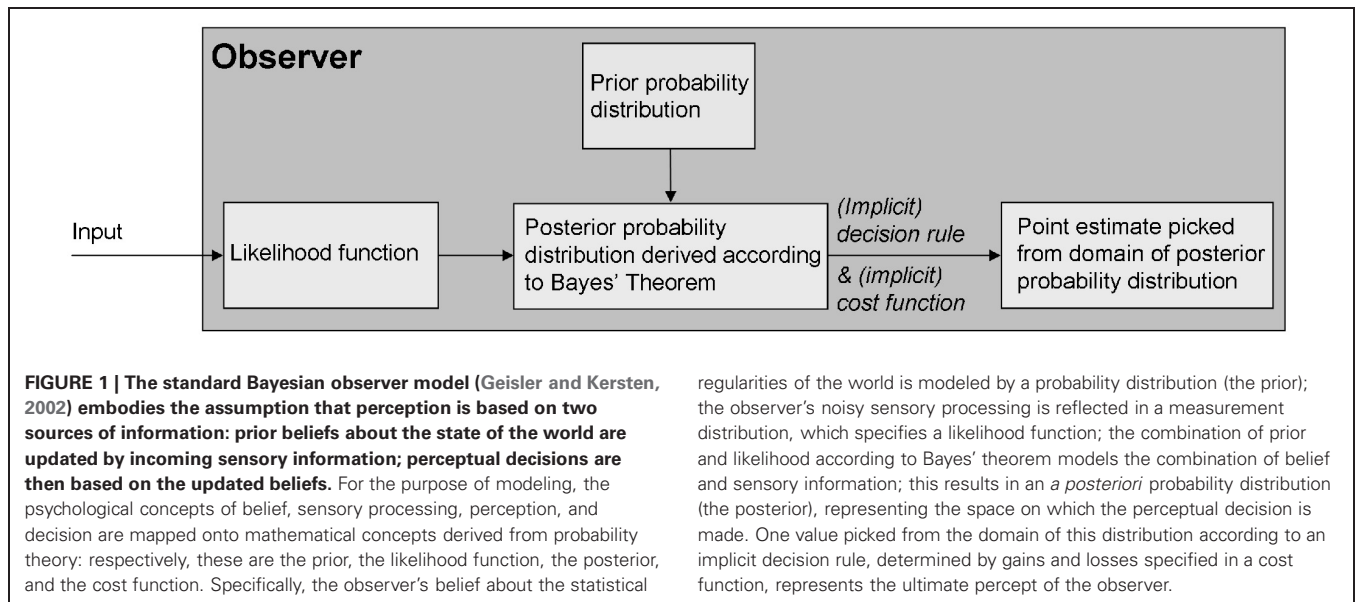 Observer
Prior probability
distribution
Input
Likelihood function
Posterior probability
distribution derived according
to Bayes' Theorem
(Implicit)
decision rule
& (implicit)
cost function
Point estimate picked
from domain of posterior
probability distribution
FIGURE 1 | The standard Bayesian observer model (Geisler and Kersten,
2002) embodies the assumption that perception is based on two
sources of information: prior beliefs about the state of the world are
updated by incoming sensory information; perceptual decisions are
then based on the updated beliefs. For the purpose of modeling, the
psychological concepts of belief, sensory processing, perception, and
decision are mapped onto mathematical concepts derived from probability
theory: respectively, these are the prior, the likelihood function, the posterior,
and the cost function. Specifically, the observer's belief about the statistical
regularities of the world is modeled by a probability distribution (the prior);
the observer's noisy sensory processing is reflected in a measurement
distribution, which specifies a likelihood function; the combination of prior
and likelihood according to Bayes' theorem models the combination of belief
and sensory information; this results in an a posteriori probability distribution
(the posterior), representing the space on which the perceptual decision is
made. One value picked from the domain of this distribution according to an
implicit decision rule, determined by gains and losses specified in a cost
function, represents the ultimate percept of the observer.